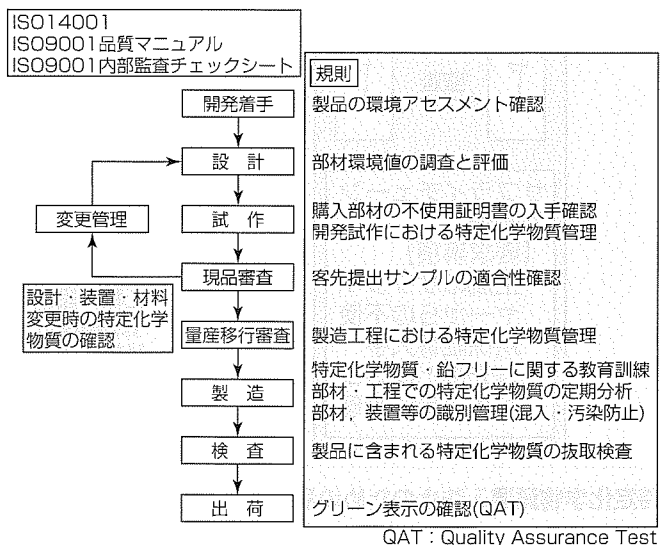 ISO14001
ISO9001品質マニュアル
ISO9001内部監査チェックシート
規則
開発着手
製品の環境アセスメント確認
設 計
部材環境値の調査と評価
変更管理
試 作
購入部材の不使用証明書の入手確認
開発試作における特定化学物質管理
現品審査
客先提出サンプルの適合性確認
設計・装置・材料
変更時の特定化学
物質の確認
量産移行審査
製造工程における特定化学物質管理
製 造
特定化学物質・鉛フリーに関する教育訓練
部材・工程での特定化学物質の定期分析
部材，装置等の識別管理(混入・汚染防止)
検 査
製品に含まれる特定化学物質の抜取検査
出 荷
グリーン表示の確認(QAT)
QAT：Quality Assurance Test